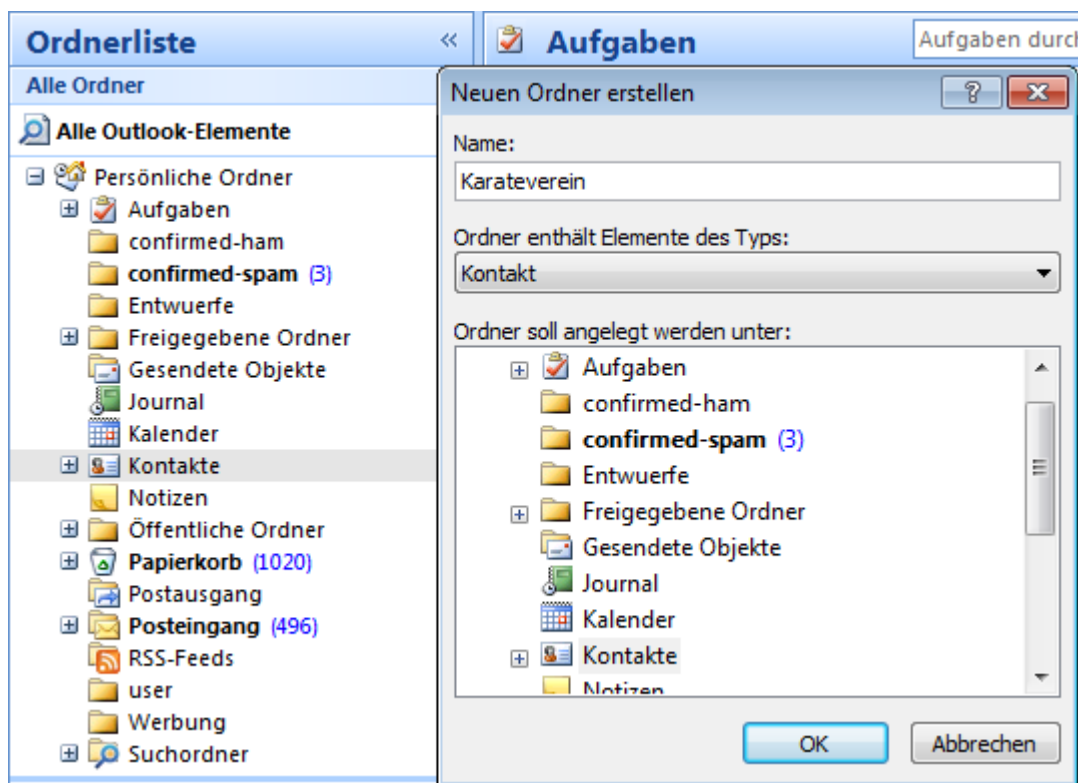 Ordnerliste «
Alle Ordner
Alle Outlook-Elemente
Persönliche Ordner
Aufgaben
confirmed-ham
confirmed-spam (3)
Entwuerfe
Freigegebene Ordner
Gesendete Objekte
Journal
Kalender
Kontakte
Notizen
Öffentliche Ordner
Papierkorb (1020)
Postausgang
Posteingang (496)
RSS-Feeds
user
Werbung
Suchordner
Aufgaben
Aufgaben durch
Neuen Ordner erstellen
Name:
Karateverein
Ordner enthält Elemente des Typs:
Kontakt
Ordner soll angelegt werden unter:
Aufgaben
confirmed-ham
confirmed-spam (3)
Entwuerfe
Freigegebene Ordner
Gesendete Objekte
Journal
Kalender
Kontakte
Notizen
OK
Abbrechen